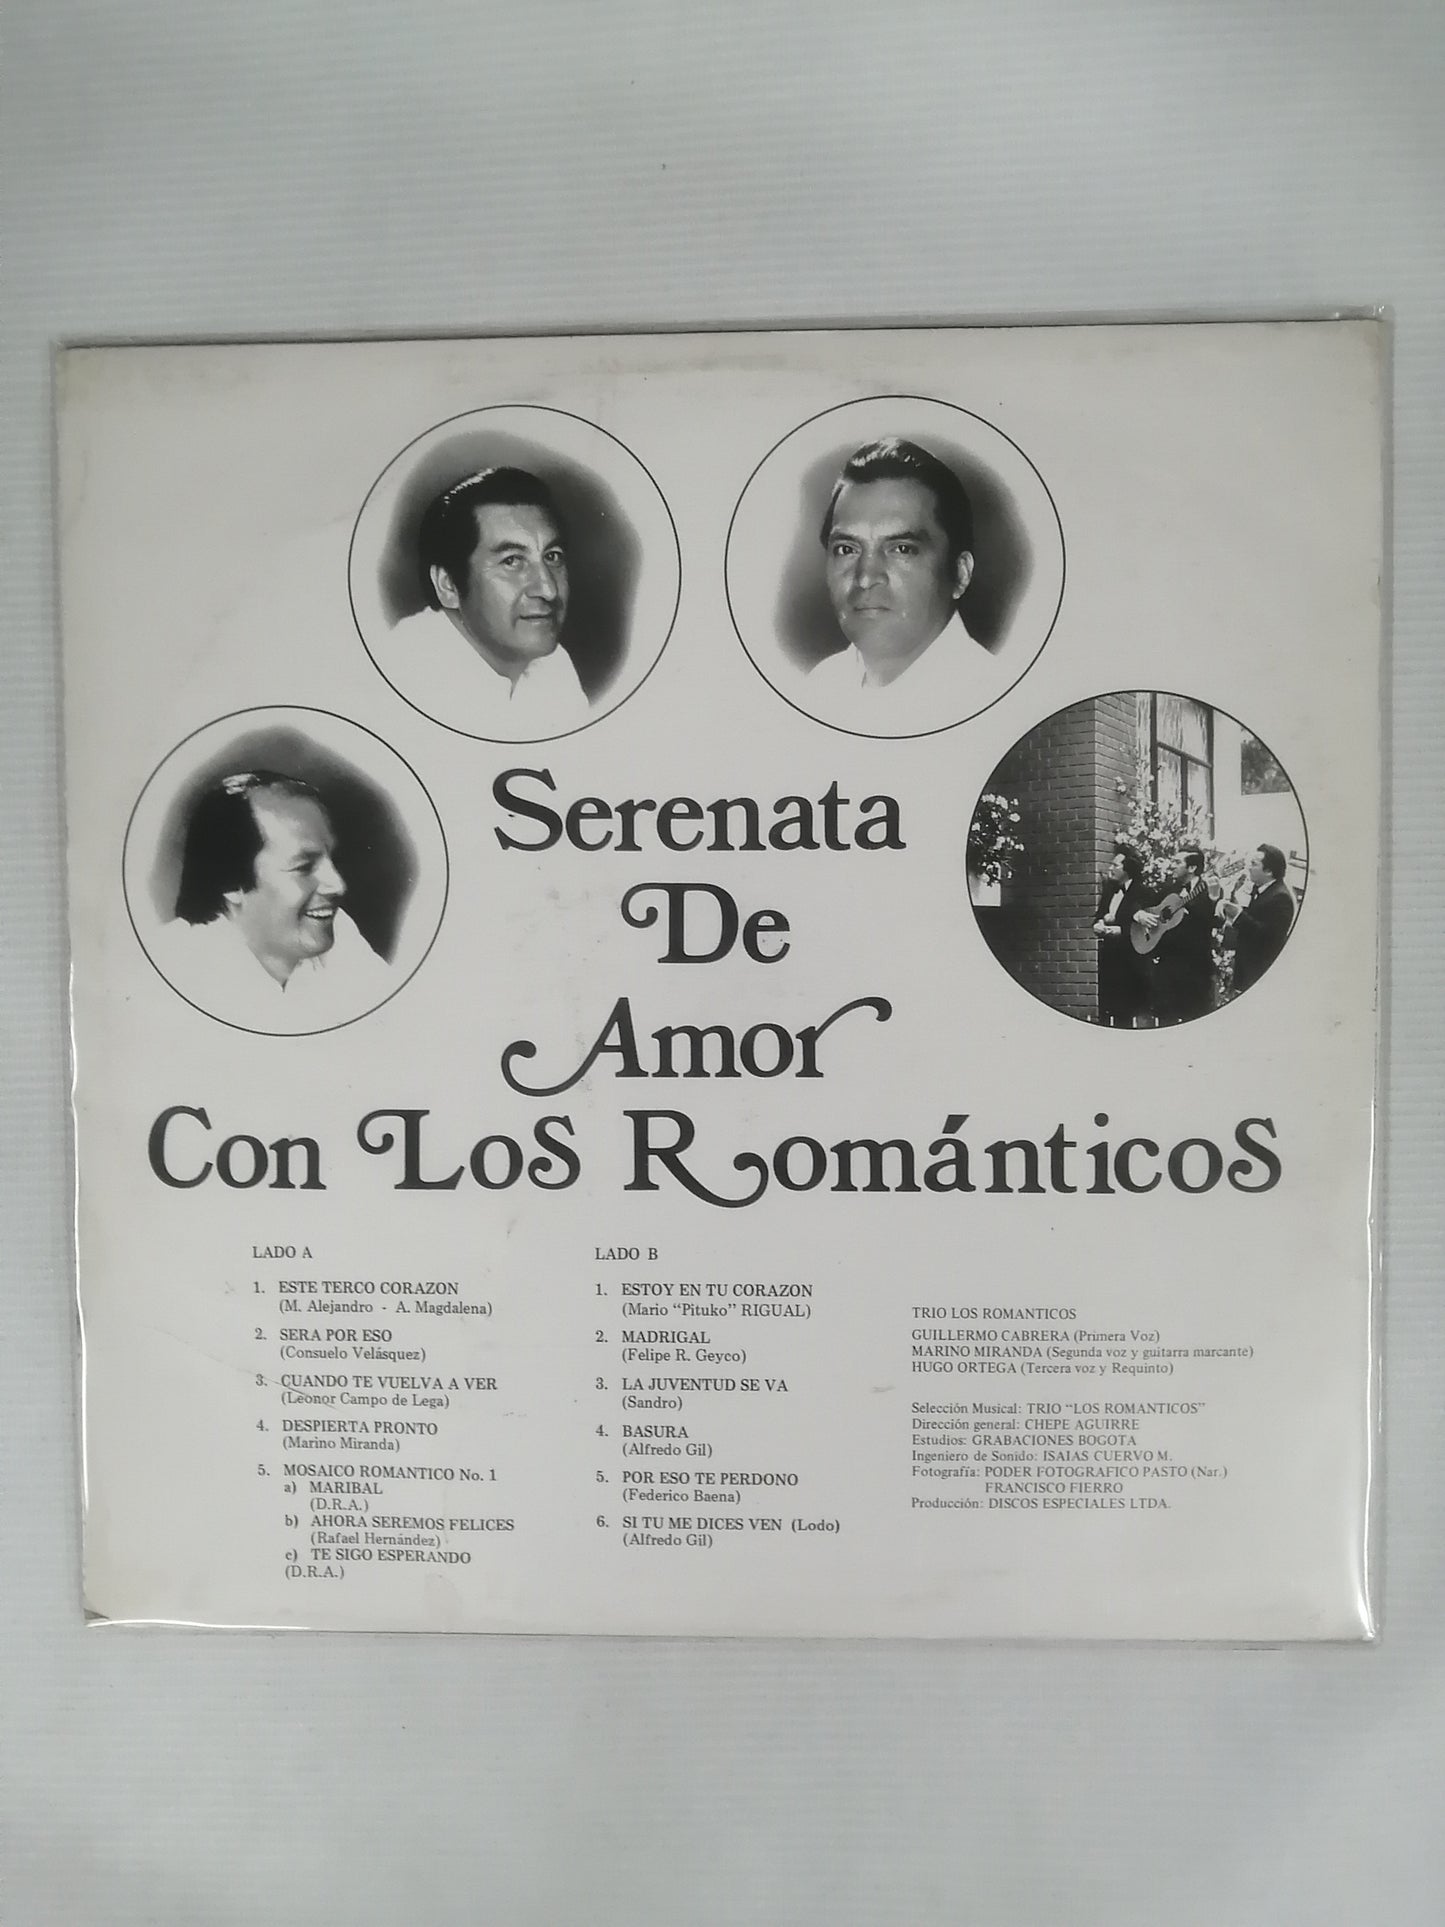 Serenata
De
Amor
Con Los Románticos
LADO A
1. ESTE TERCO CORAZON
(M. Alejandro - A. Magdalena)
2. SERA POR ESO
(Consuelo Velásquez)
3. CUANDO TE VUELVA A VER
(Leonor Campo de Lega)
4. DESPIERTA PRONTO
(Marino Miranda)
5. MOSAICO ROMANTICO No. 1
a) MARIBAL
(D.R.A.)
b) AHORA SEREMOS FELICES
(Rafael Hernández)
c) TE SIGO ESPERANDO
(D.R.A.)
LADO B
1. ESTOY EN TU CORAZON
(Mario “Pituko” RIGUAL)
2. MADRIGAL
(Felipe R. Geyco)
3. LA JUVENTUD SE VA
(Sandro)
4. BASURA
(Alfredo Gil)
5. POR ESO TE PERDONO
(Federico Baena)
6. SI TU ME DICES VEN (Lodo)
(Alfredo Gil)
TRIO LOS ROMANTICOS
GUILLERMO CABRERA (Primera Voz)
MARINO MIRANDA (Segunda voz y guitarra marcante)
HUGO ORTEGA (Tercera voz y Requinto)
Selección Musical: TRIO “LOS ROMANTICOS”
Dirección general: CHEPE AGUIRRE
Estudios: GRABACIONES BOGOTA
Ingeniero de Sonido: ISAIAS CUERVO M.
Fotografía: PODER FOTOGRAFICO PASTO (Nar.)
FRANCISCO FIERRO
Producción: DISCOS ESPECIALES LTDA.